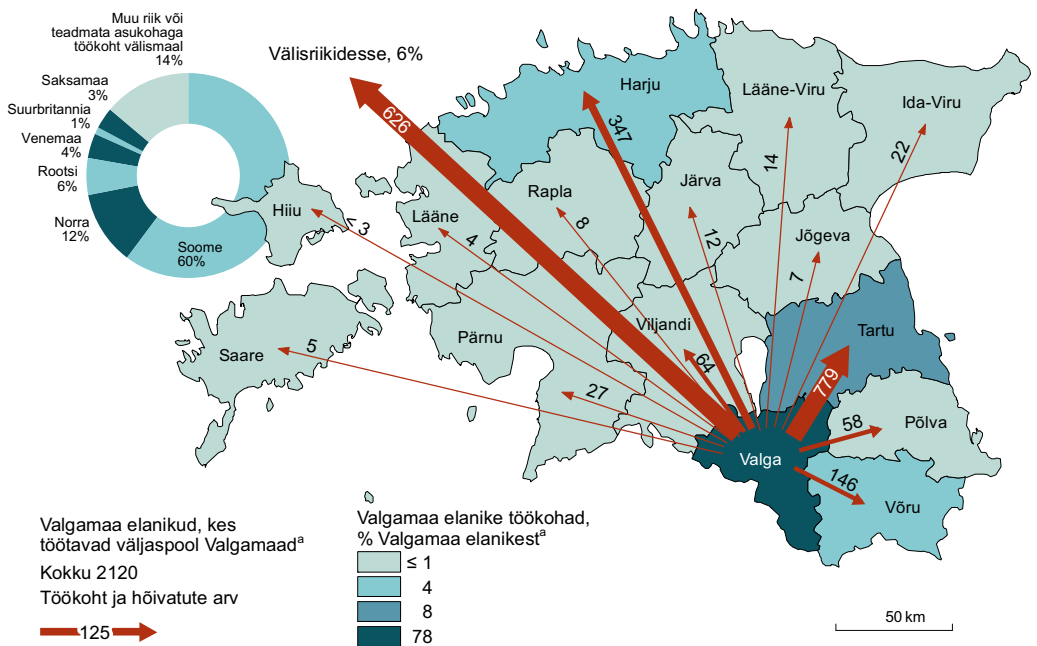 Muu riik või
teadmata asukohaga
töökoht välismaal
14%
Saksamaa
3%
Suurbritannia
1%
Venemaa
4%
Rootsi
6%
Norra
12%
Soome
60%
Välisriikidesse, 6%
626
Harju
347
Lääne-Viru
14
Ida-Viru
22
Hiiu
< 3
Lääne
4
Rapla
8
Järva
12
Jõgeva
7
Saare
5
Pärnu
27
Viljandi
64
Tartu
779
Valga
Põlva
58
Võru
146
Valgamaa elanikud, kes
töötavad väljaspool Valgamaadª
Kokku 2120
Töökoht ja hõivatute arv
125
Valgamaa elanike töökohad,
% Valgamaa elanikestª
≤ 1
4
8
78
50 km